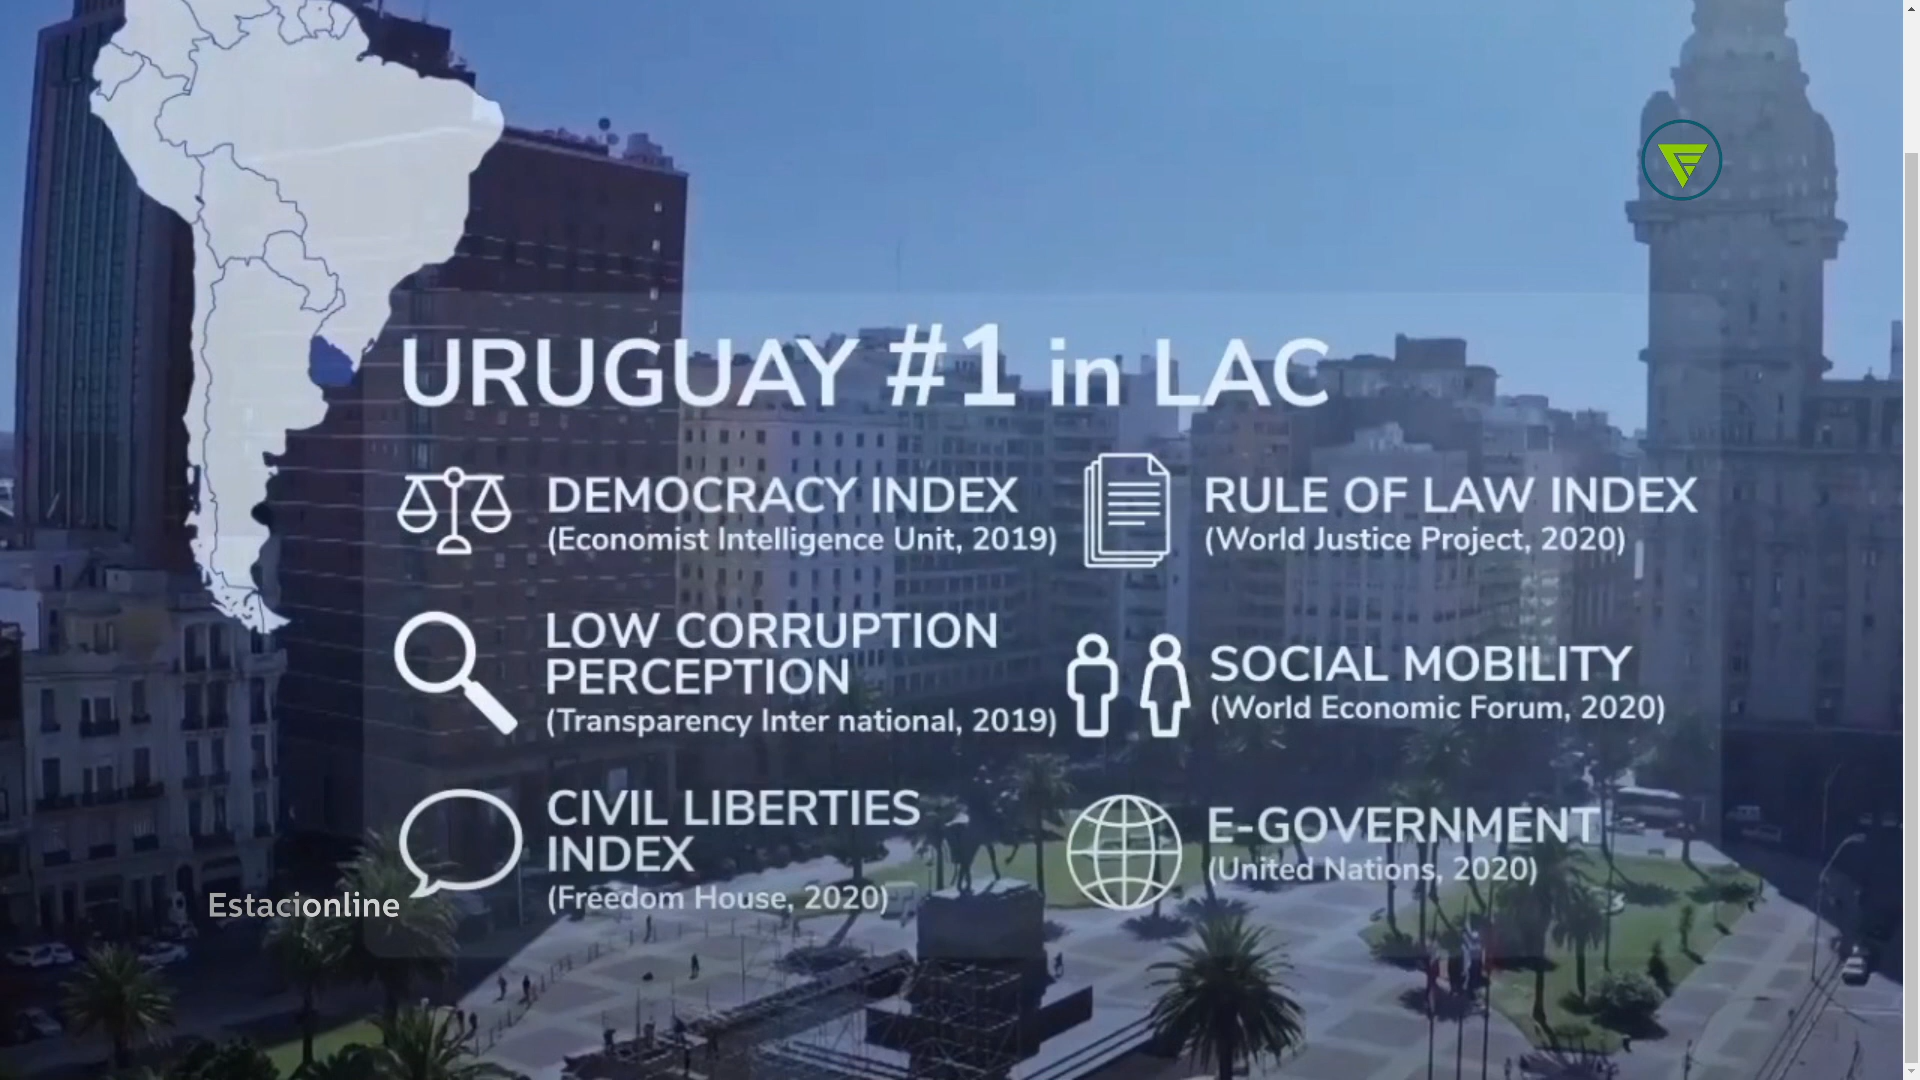 URUGUAY #1 in LAC
DEMOCRACY INDEX
(Economist Intelligence Unit, 2019)
RULE OF LAW INDEX
(World Justice Project, 2020)
LOW CORRUPTION
PERCEPTION
(Transparency Inter national, 2019)
SOCIAL MOBILITY
(World Economic Forum, 2020)
CIVIL LIBERTIES
INDEX
(Freedom House, 2020)
E-GOVERNMENT
(United Nations, 2020)
Estacionline